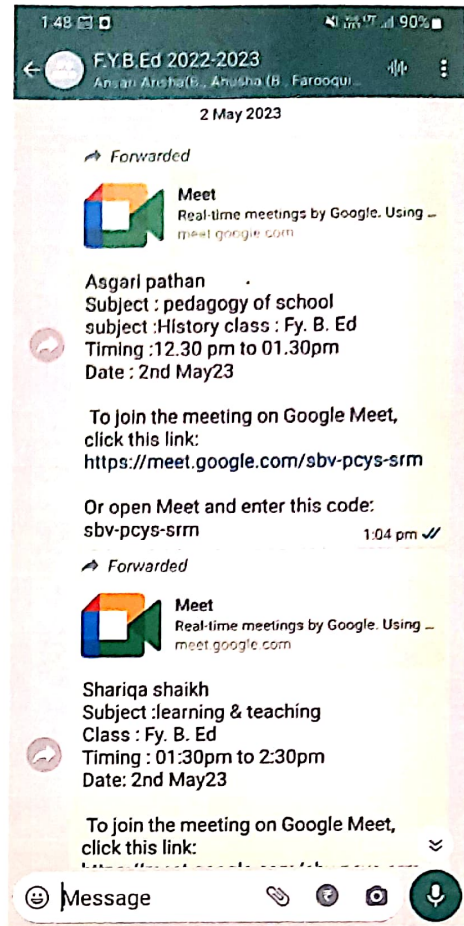 1:48 90%
F.Y.B.Ed 2022-2023
Ansari Arisha(B., Anusha (B., Farooqui...
2 May 2023
Forwarded
Meet
Real-time meetings by Google. Using ...
meet.google.com
Asgari pathan
Subject : pedagogy of school
subject :History class : Fy. B. Ed
Timing :12.30 pm to 01.30pm
Date : 2nd May23
To join the meeting on Google Meet,
click this link:
https://meet.google.com/sbv-pcys-srm
Or open Meet and enter this code:
sbv-pcys-srm
1:04 pm
Forwarded
Meet
Real-time meetings by Google. Using ...
meet.google.com
Shariqa shaikh
Subject :learning & teaching
Class : Fy. B. Ed
Timing : 01:30pm to 2:30pm
Date: 2nd May23
To join the meeting on Google Meet,
click this link:
Message